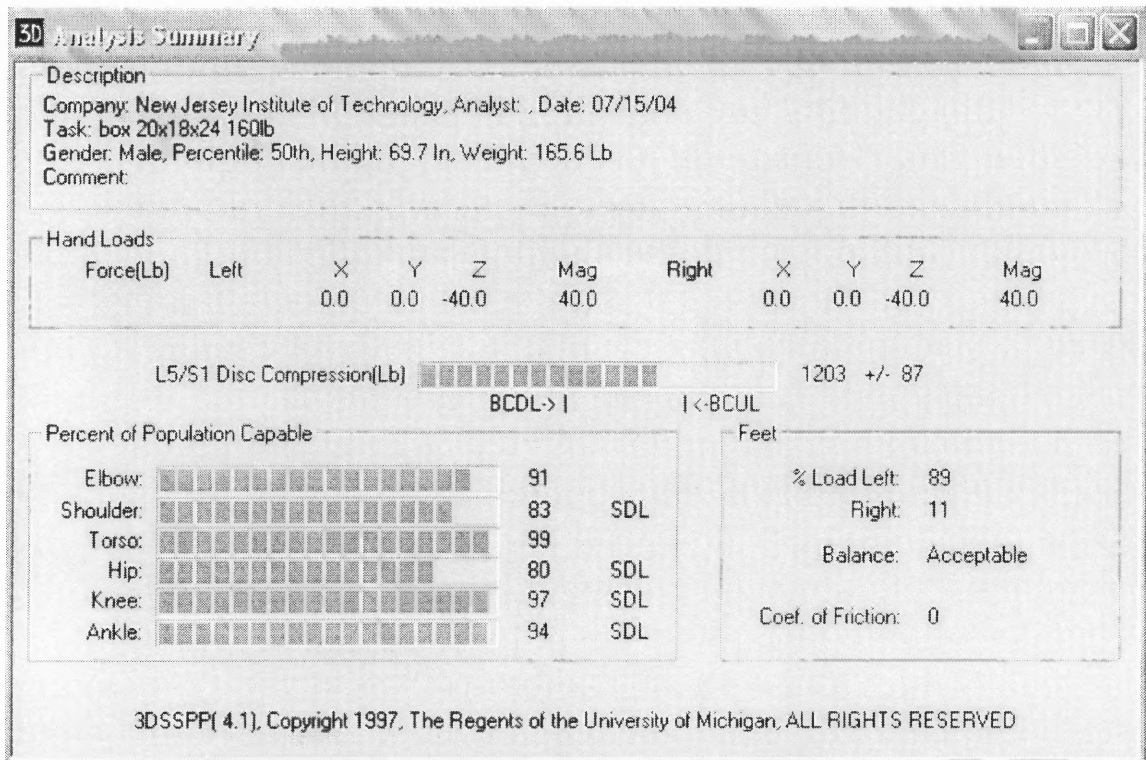 3D Analysis Summary
Description
Company: New Jersey Institute of Technology, Analyst: , Date: 07/15/04
Task: box 20x18x24 160lb
Gender: Male, Percentile: 50th, Height: 69.7 In, Weight: 165.6 Lb
Comment:
Hand Loads
Force(Lb) Left X Y Z Mag Right X Y Z Mag
0.0 0.0 -40.0 40.0 0.0 0.0 -40.0 40.0
L5/S1 Disc Compression(Lb) 1203 +/- 87
BCDL-> | | <-BCUL
Percent of Population Capable
Elbow: 91
Shoulder: 83 SDL
Torso: 99
Hip: 80 SDL
Knee: 97 SDL
Ankle: 94 SDL
Feet
% Load Left: 89
Right: 11
Balance: Acceptable
Coef. of Friction: 0
3DSSPP( 4.1), Copyright 1997, The Regents of the University of Michigan, ALL RIGHTS RESERVED